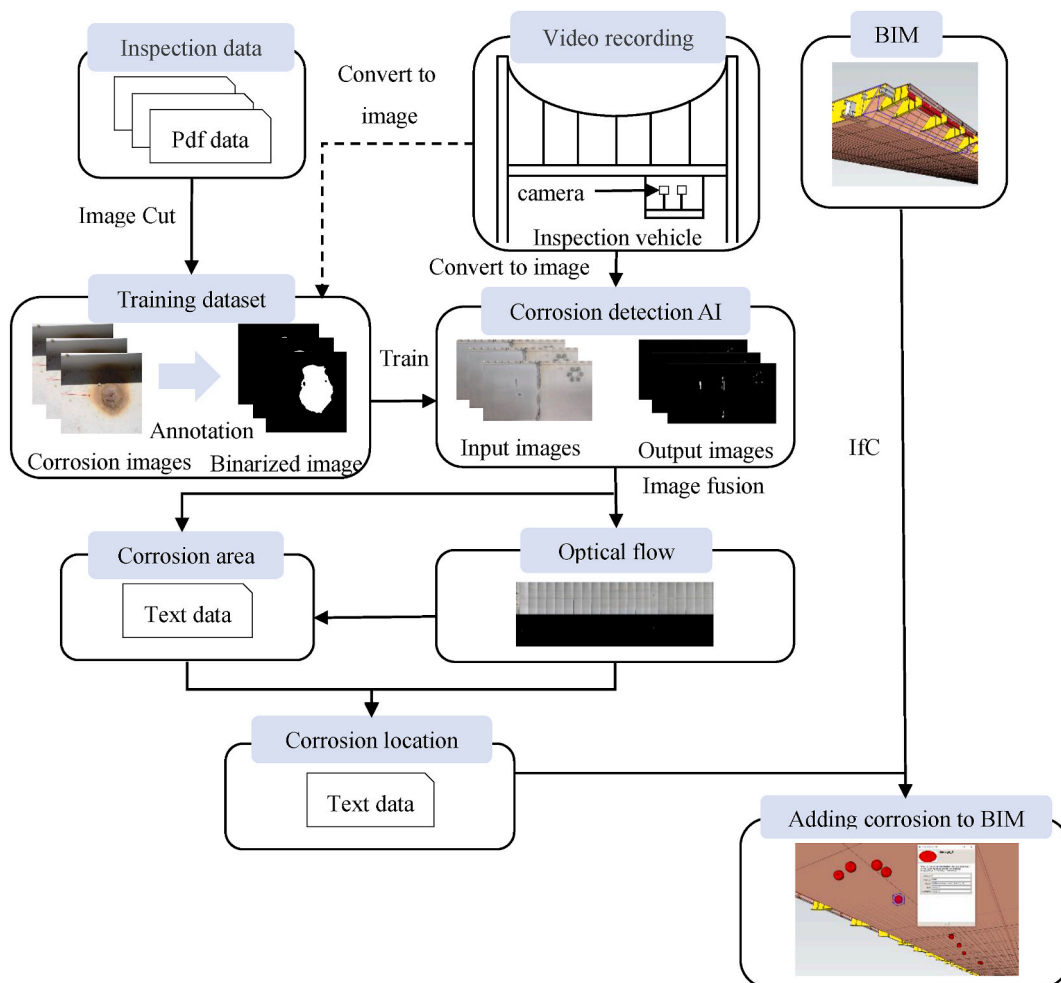 Inspection data
Pdf data
Convert to
image
Video recording
camera
Inspection vehicle
BIM
Image Cut
Convert to image
Training dataset
Annotation
Corrosion images
Binarized image
Train
Corrosion detection AI
Input images
Output images
IfC
Image fusion
Corrosion area
Text data
Optical flow
Corrosion location
Text data
Adding corrosion to BIM